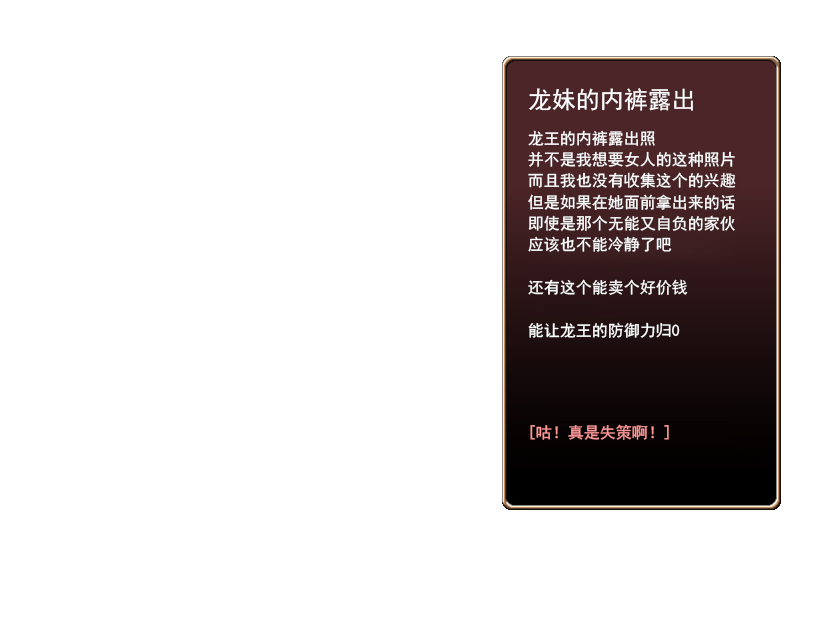 龙妹的内裤露出
龙王的内裤露出照
并不是我想要女人的这种照片
而且我也没有收集这个的兴趣
但是如果在她面前拿出来的话
即使是那个无能又自负的家伙
应该也不能冷静了吧
还有这个能卖个好价钱
能让龙王的防御力归0
[咕！真是失策啊！]